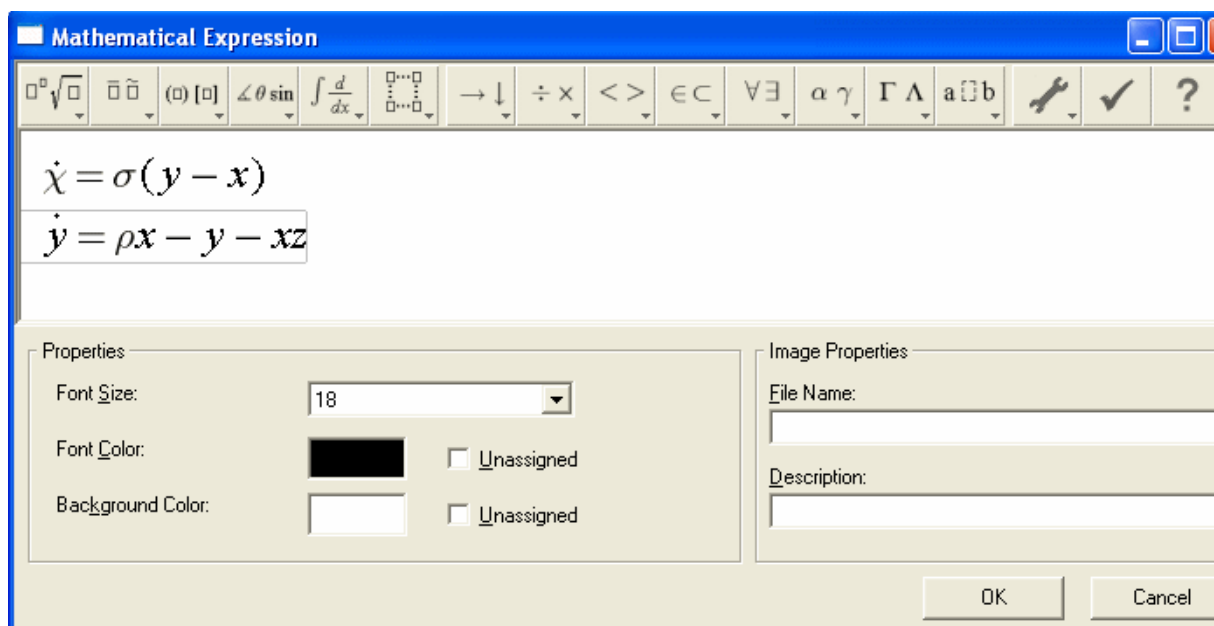 Mathematical Expression
□^□ √□ □̄ □̃ (□) [□] ∡θ sin ∫ d/dx □···□ □···□ → ↓ ÷ × < > ∈ ⊂ ∀ ∃ α γ Γ Λ a⬚b ✓ ?
χ̇ = σ(y − x)
ẏ = ρx − y − xz
Properties
Font Size:
18
Font Color:
Unassigned
Background Color:
Unassigned
Image Properties
File Name:
Description:
OK
Cancel